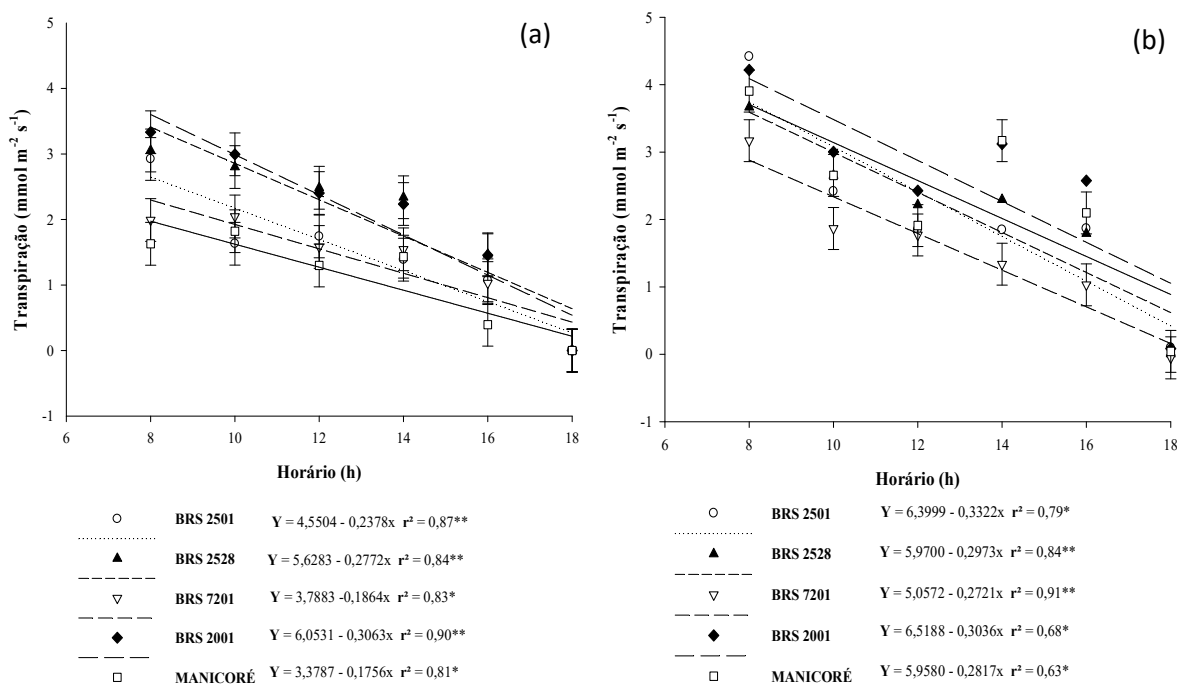 (a)
Transpiração (mmol m⁻² s⁻¹)
5
4
3
2
1
0
-1
6 8 10 12 14 16 18
Horário (h)
BRS 2501 Y = 4,5504 - 0,2378x r² = 0,87**
BRS 2528 Y = 5,6283 - 0,2772x r² = 0,84**
BRS 7201 Y = 3,7883 -0,1864x r² = 0,83*
BRS 2001 Y = 6,0531 - 0,3063x r² = 0,90**
MANICORÉ Y = 3,3787 - 0,1756x r² = 0,81*
(b)
Transpiração (mmol m⁻² s⁻¹)
5
4
3
2
1
0
-1
6 8 10 12 14 16 18
Horário (h)
BRS 2501 Y = 6,3999 - 0,3322x r² = 0,79*
BRS 2528 Y = 5,9700 - 0,2973x r² = 0,84**
BRS 7201 Y = 5,0572 - 0,2721x r² = 0,91**
BRS 2001 Y = 6,5188 - 0,3036x r² = 0,68*
MANICORÉ Y = 5,9580 - 0,2817x r² = 0,63*